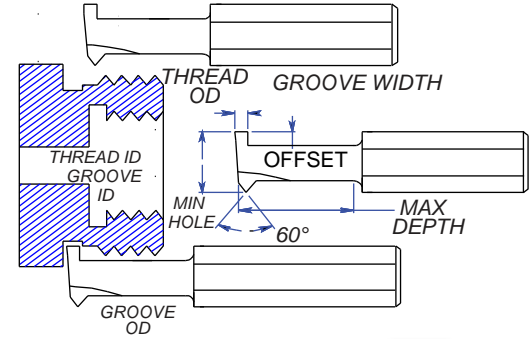 THREAD
OD
GROOVE WIDTH
THREAD ID
GROOVE
ID
OFFSET
MIN
HOLE
60°
MAX
DEPTH
GROOVE
OD